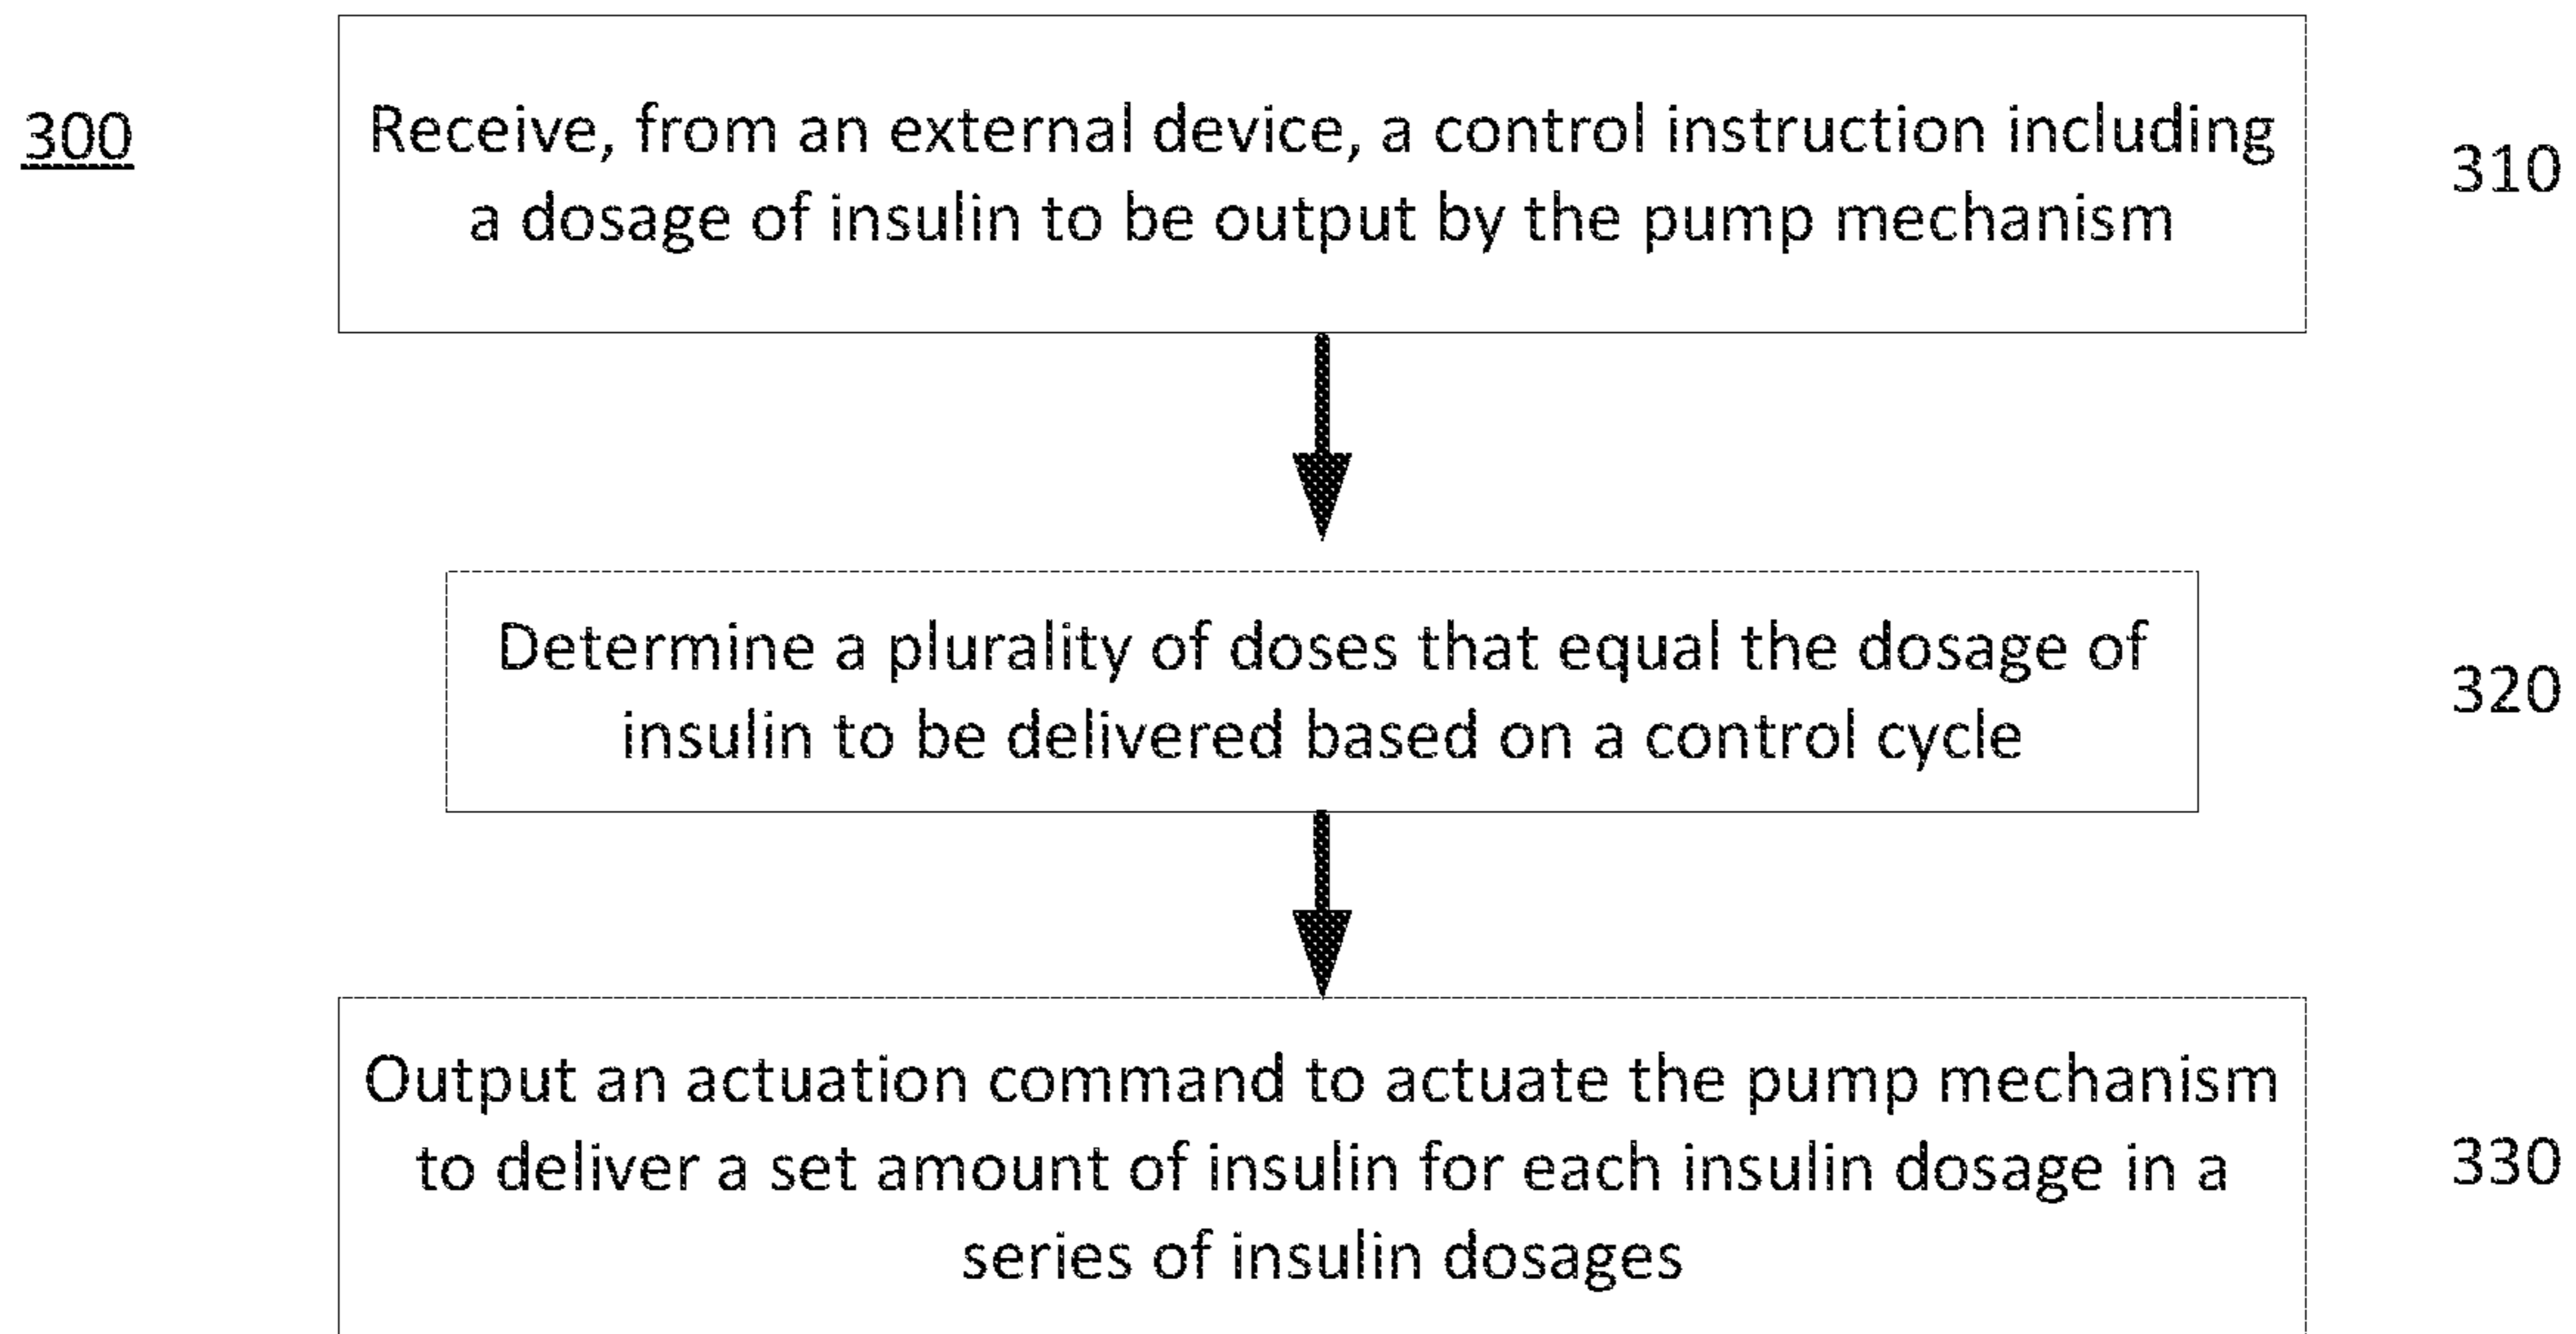 300
Receive, from an external device, a control instruction including
a dosage of insulin to be output by the pump mechanism
310
Determine a plurality of doses that equal the dosage of
insulin to be delivered based on a control cycle
320
Output an actuation command to actuate the pump mechanism
to deliver a set amount of insulin for each insulin dosage in a
series of insulin dosages
330